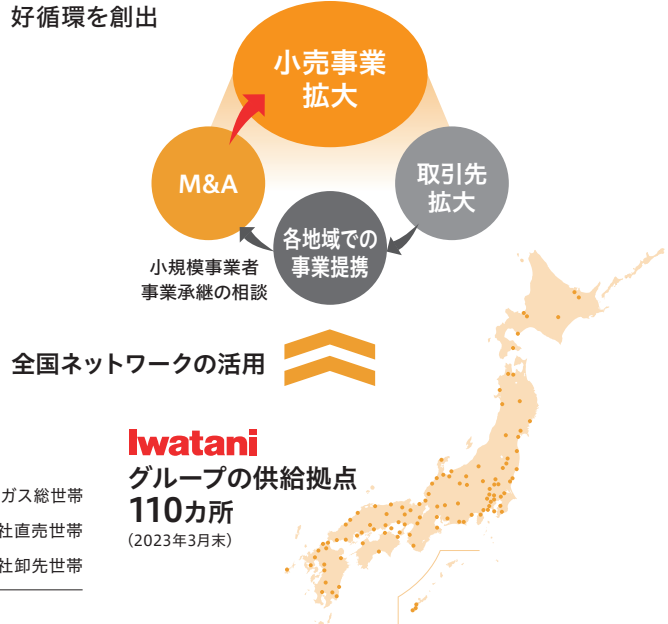 好循環を創出
小売事業
拡大
M&A
取引先
拡大
各地域での
事業提携
小規模事業者
事業承継の相談
全国ネットワークの活用
Iwatani
グループの供給拠点
110カ所
(2023年3月末)
ガス総世帯
社直売世帯
社卸先世帯